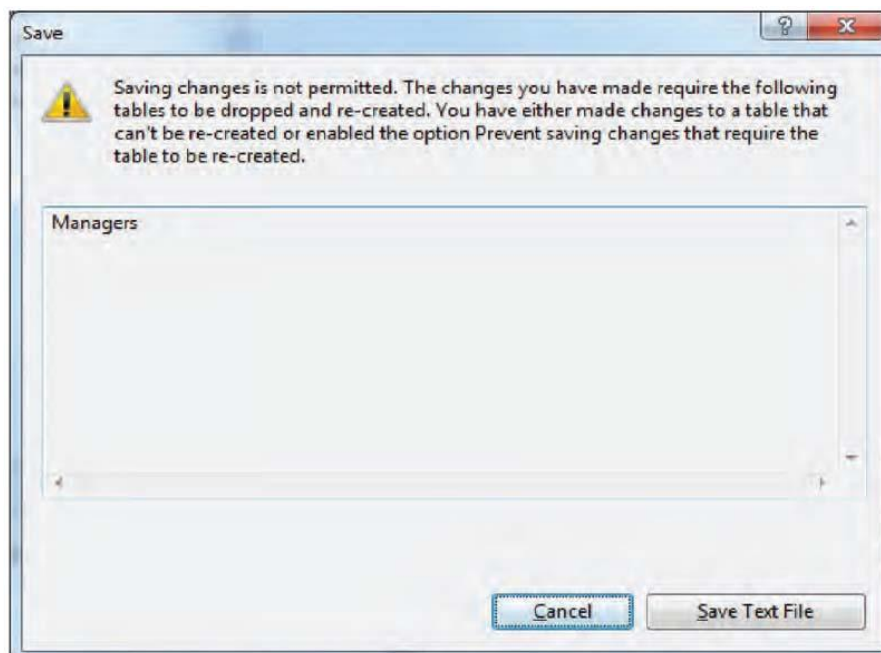 Save
Saving changes is not permitted. The changes you have made require the following
tables to be dropped and re-created. You have either made changes to a table that
can't be re-created or enabled the option Prevent saving changes that require the
table to be re-created.
Managers
Cancel
Save Text File